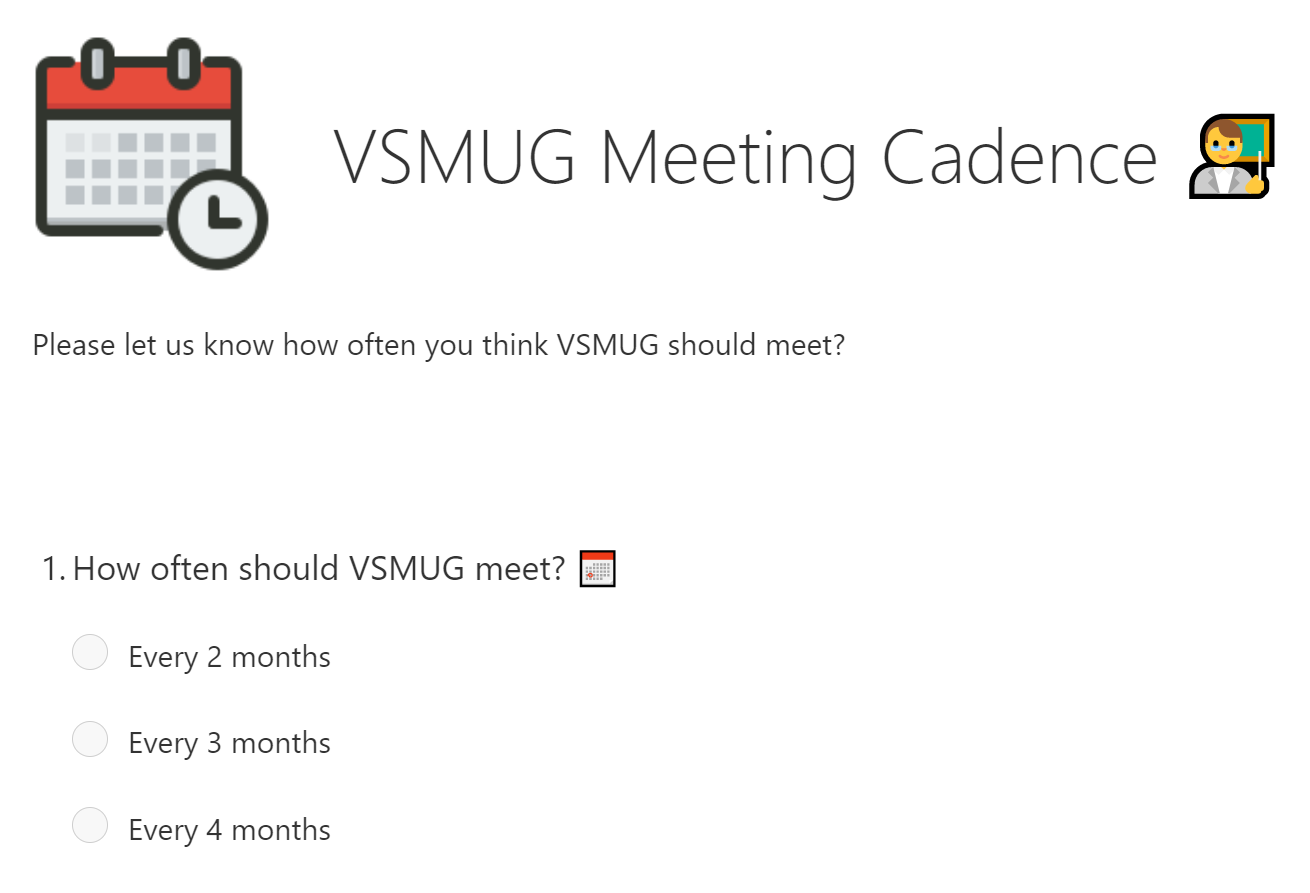 VSMUG Meeting Cadence
Please let us know how often you think VSMUG should meet?
1. How often should VSMUG meet?
Every 2 months
Every 3 months
Every 4 months